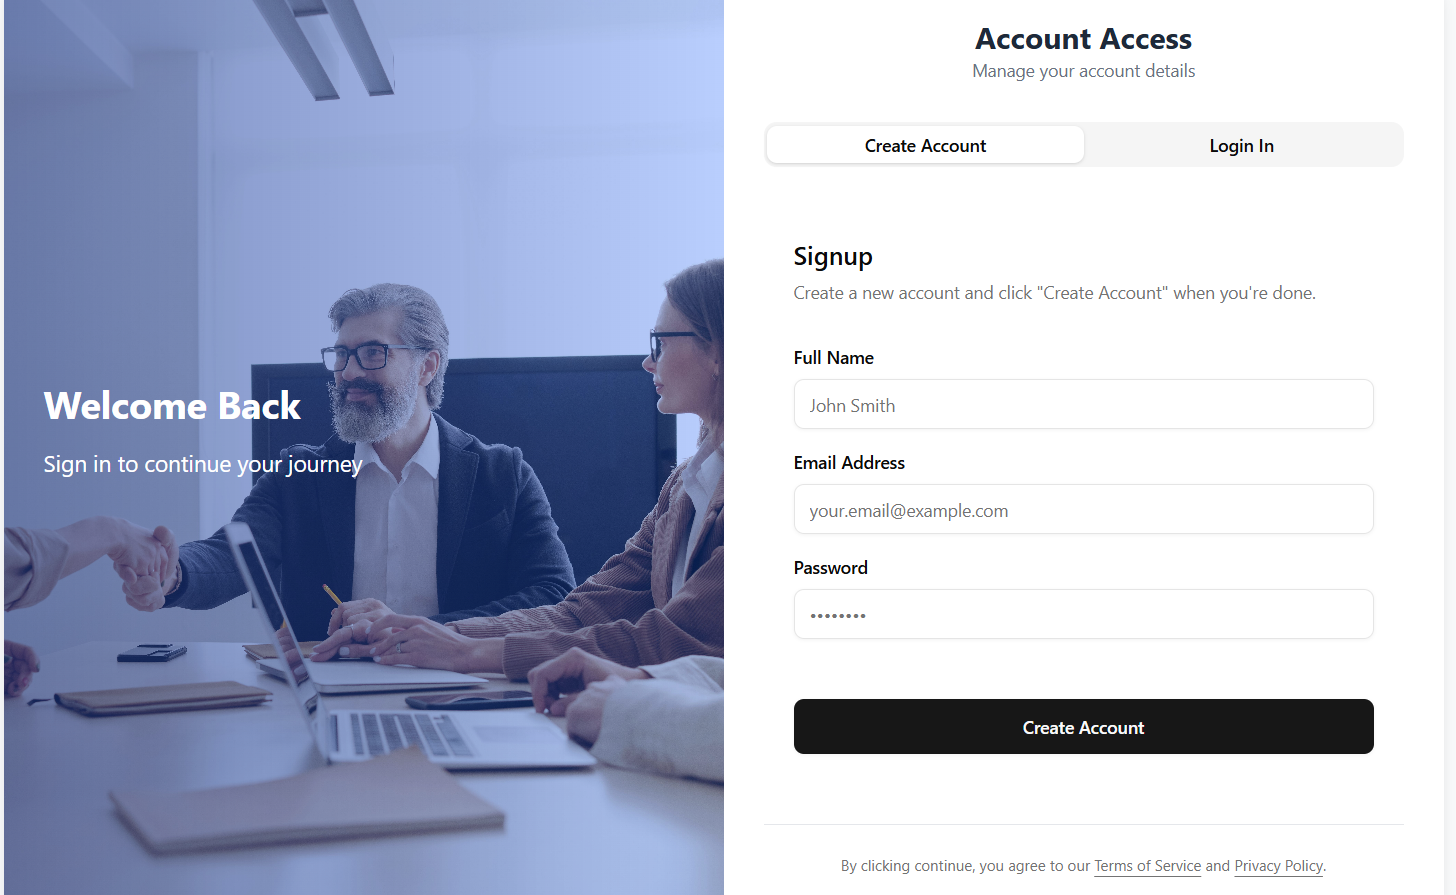 Welcome Back
Sign in to continue your journey
Account Access
Manage your account details
Create Account
Login In
Signup
Create a new account and click "Create Account" when you're done.
Full Name
John Smith
Email Address
your.email@example.com
Password
••••••••
Create Account
By clicking continue, you agree to our Terms of Service and Privacy Policy.